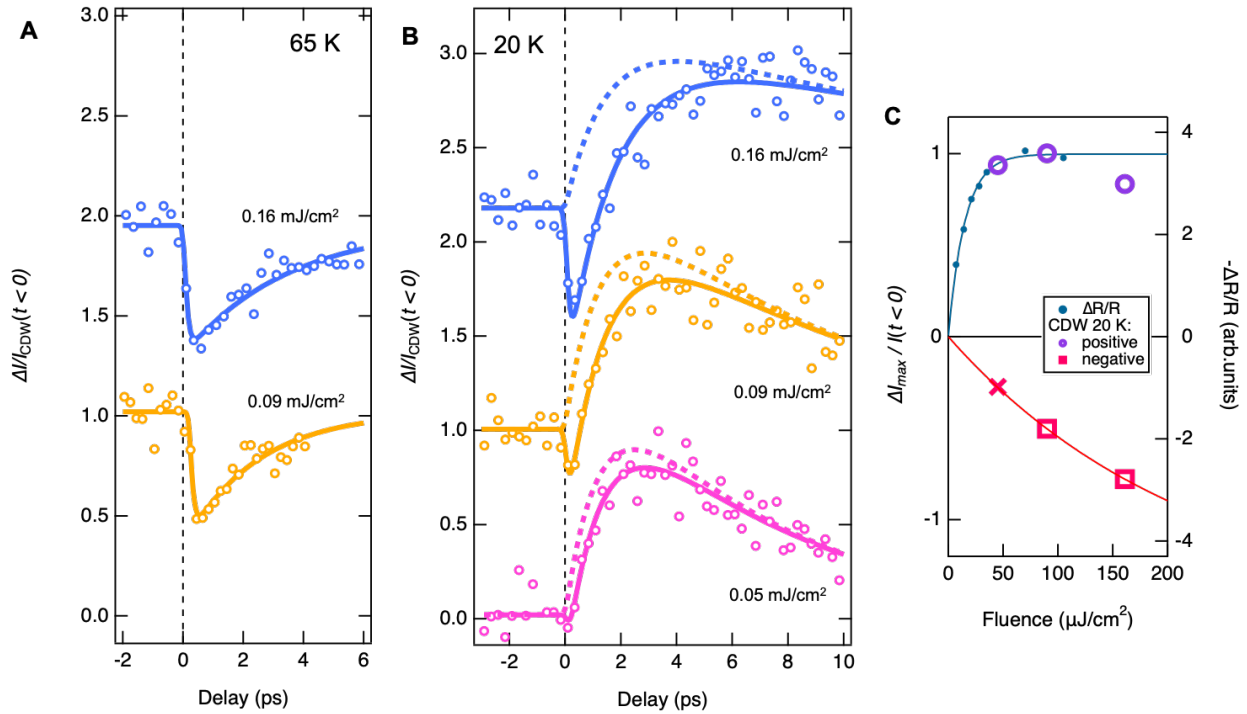 A
65 K
3.0
2.5
2.0
1.5
1.0
0.5
0.0
ΔI/I_CDW(t < 0)
0.16 mJ/cm²
0.09 mJ/cm²
-2 0 2 4 6
Delay (ps)
B
20 K
3.0
2.5
2.0
1.5
1.0
0.5
0.0
ΔI/I_CDW(t < 0)
0.16 mJ/cm²
0.09 mJ/cm²
0.05 mJ/cm²
-2 0 2 4 6 8 10
Delay (ps)
C
1
0
-1
ΔI_max / I(t < 0)
4
2
0
-2
-4
-ΔR/R (arb.units)
ΔR/R
CDW 20 K:
positive
negative
0 50 100 150 200
Fluence (μJ/cm²)